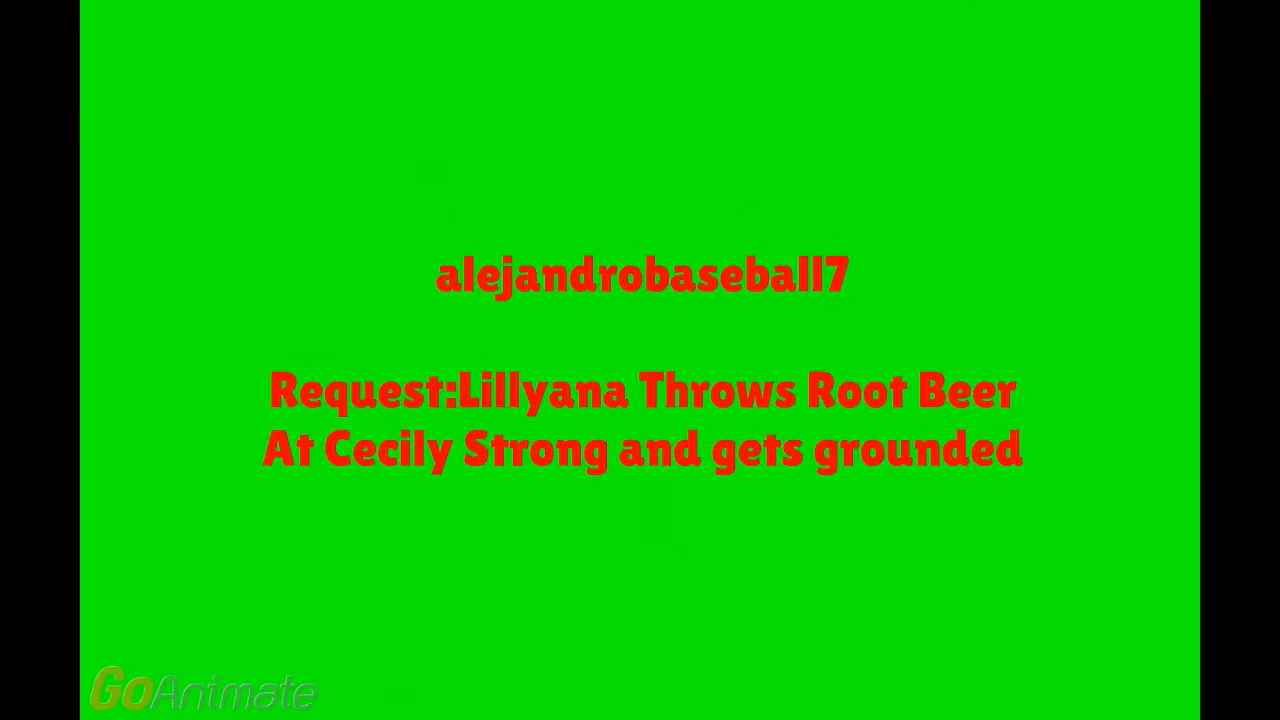 alejandrobaseball7
Request:Lillyana Throws Root Beer
At Cecily Strong and gets grounded
GoAnimate